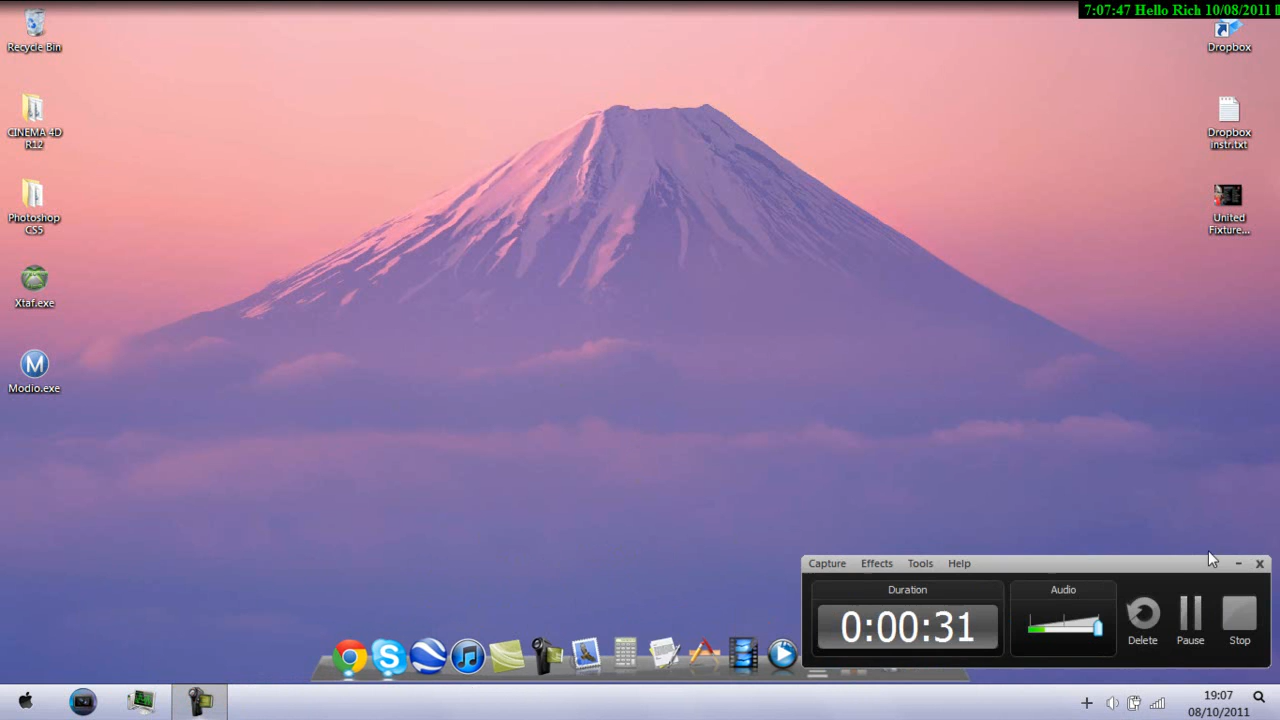 7:07:47 Hello Rich 10/08/2011
Recycle Bin
CINEMA 4D
R12
Photoshop
CS5
Xtaf.exe
M
Modio.exe
Dropbox
Dropbox
Instr.txt
United
Fixture...
Capture Effects Tools Help
Duration
Audio
0:00:31
Delete Pause Stop
S
19:07
08/10/2011